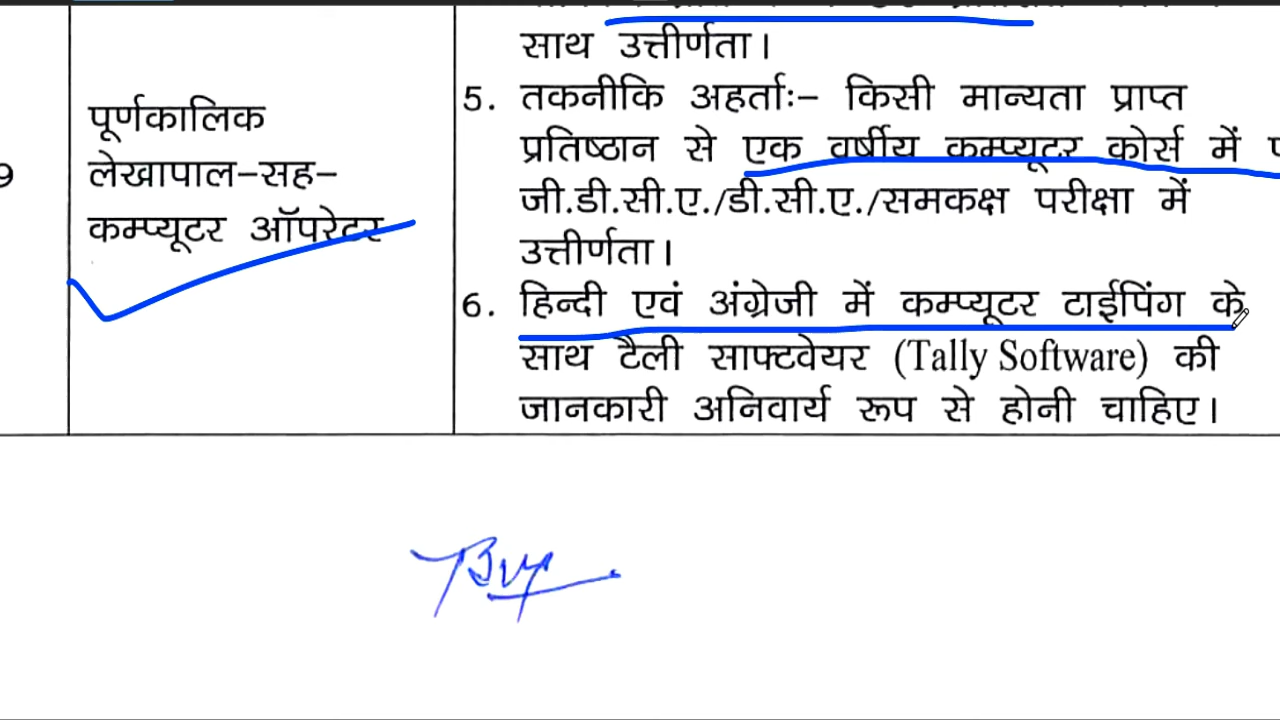 साथ उत्तीर्णता।
5. तकनीकि अहर्ताः– किसी मान्यता प्राप्त
प्रतिष्ठान से एक वर्षीय कम्प्यूटर कोर्स में
जी.डी.सी.ए./डी.सी.ए./समकक्ष परीक्षा में
उत्तीर्णता।
6. हिन्दी एवं अंग्रेजी में कम्प्यूटर टाईपिंग के
साथ टैली साफ्टवेयर (Tally Software) की
जानकारी अनिवार्य रूप से होनी चाहिए।
9
पूर्णकालिक
लेखापाल–सह–
कम्प्यूटर ऑपरेटर